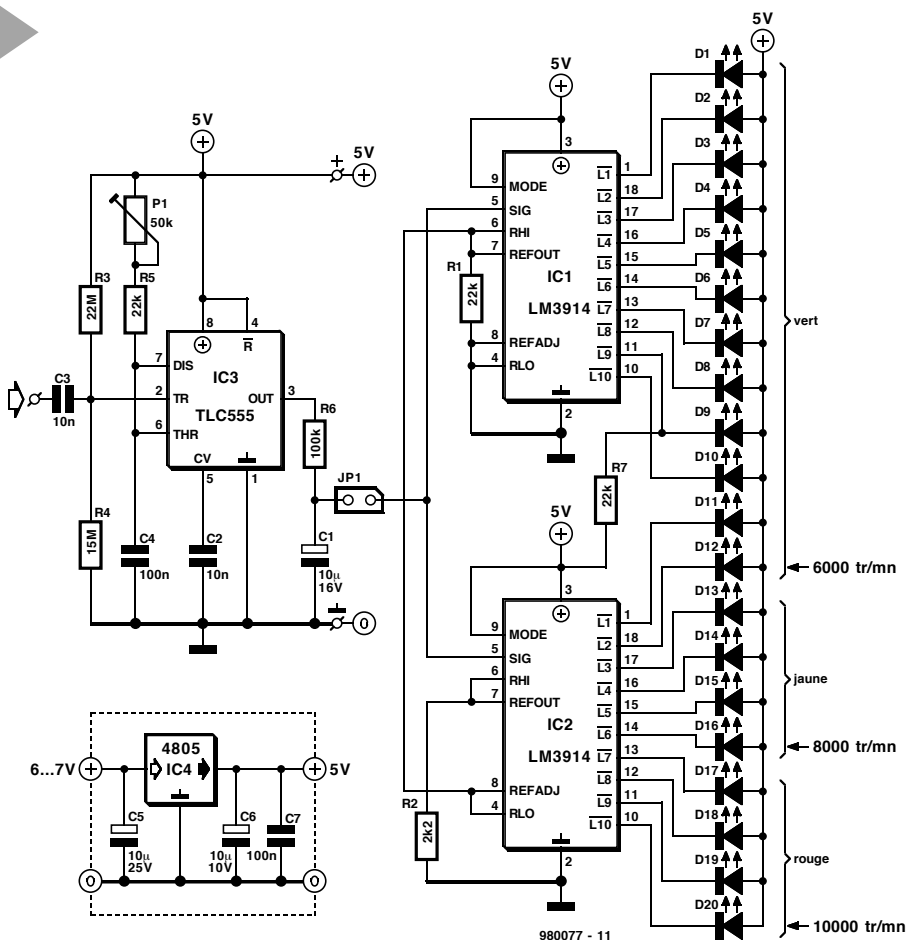 5V
5V
+
5V
P1
50k
R3
22M
R5
22k
8
4
R
7
DIS
IC3
2
TR
OUT
3
TLC555
6
THR
CV
5
1
C3
10n
R6
100k
JP1
R4
15M
C4
100n
C2
10n
C1
10µ
16V
0
5V
3
9
MODE
5
SIG
6
RHI
7
REFOUT
R1
22k
IC1
LM3914
8
REFADJ
4
RLO
2
L1
1
L2
18
L3
17
L4
16
L5
15
L6
14
L7
13
L8
12
L9
11
L10
10
R7
22k
5V
3
9
MODE
5
SIG
6
RHI
7
REFOUT
IC2
LM3914
8
REFADJ
4
RLO
2
R2
2k2
L1
1
L2
18
L3
17
L4
16
L5
15
L6
14
L7
13
L8
12
L9
11
L10
10
5V
D1
D2
D3
D4
D5
D6
D7
D8
D9
D10
D11
D12
D13
D14
D15
D16
D17
D18
D19
D20
vert
6000 tr/mn
jaune
8000 tr/mn
rouge
10000 tr/mn
6...7V
4805
IC4
5V
C5
10µ
25V
C6
10µ
10V
C7
100n
0
0
980077 - 11